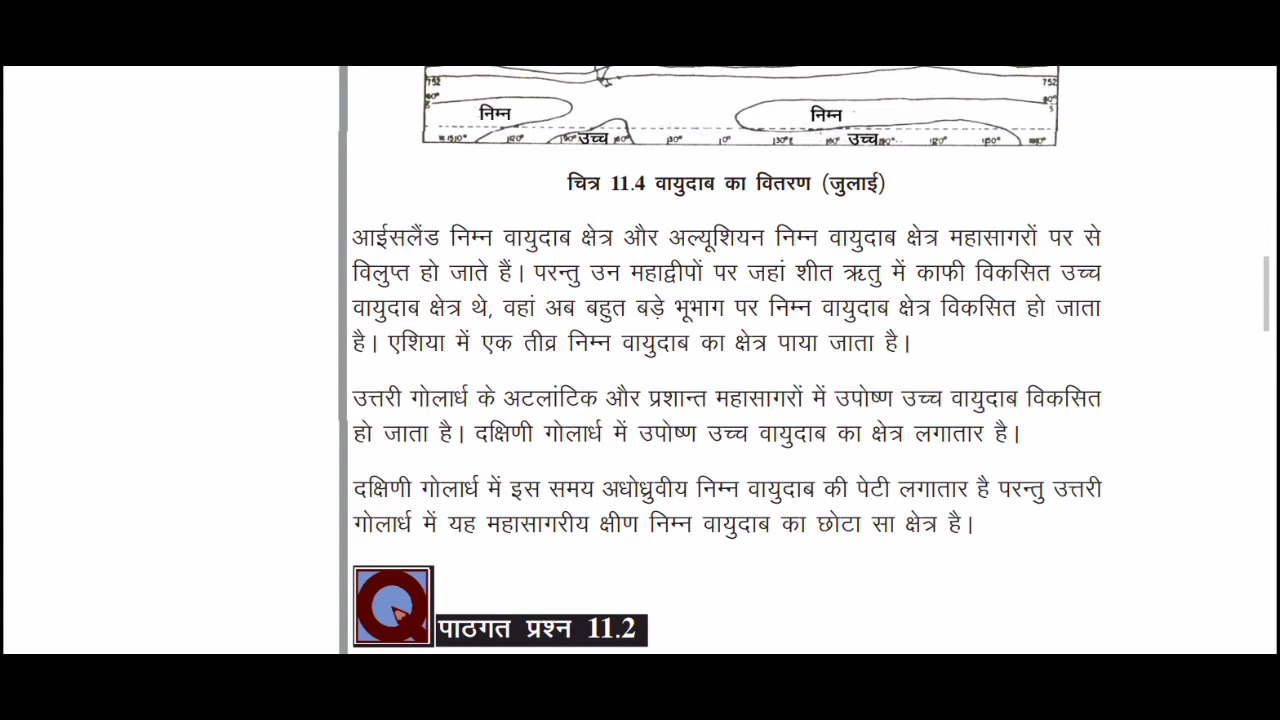 752
752
निम्न
निम्न
उच्च
उच्च
चित्र 11.4 वायुदाब का वितरण (जुलाई)
आईसलैंड निम्न वायुदाब क्षेत्र और अल्यूशियन निम्न वायुदाब क्षेत्र महासागरों पर से
विलुप्त हो जाते हैं। परन्तु उन महाद्वीपों पर जहां शीत ऋतु में काफी विकसित उच्च
वायुदाब क्षेत्र थे, वहां अब बहुत बड़े भूभाग पर निम्न वायुदाब क्षेत्र विकसित हो जाता
है। एशिया में एक तीव्र निम्न वायुदाब का क्षेत्र पाया जाता है।
उत्तरी गोलार्ध के अटलांटिक और प्रशान्त महासागरों में उपोष्ण उच्च वायुदाब विकसित
हो जाता है। दक्षिणी गोलार्ध में उपोष्ण उच्च वायुदाब का क्षेत्र लगातार है।
दक्षिणी गोलार्ध में इस समय अधोध्रुवीय निम्न वायुदाब की पेटी लगातार है परन्तु उत्तरी
गोलार्ध में यह महासागरीय क्षीण निम्न वायुदाब का छोटा सा क्षेत्र है।
Q
पाठगत प्रश्न 11.2